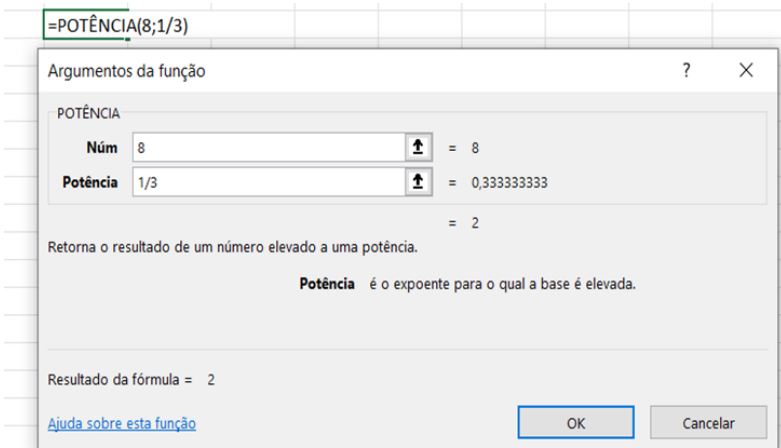 =POTÊNCIA(8;1/3)
Argumentos da função ? ×
POTÊNCIA
Núm 8 = 8
Potência 1/3 = 0,333333333
= 2
Retorna o resultado de um número elevado a uma potência.
Potência é o expoente para o qual a base é elevada.
Resultado da fórmula = 2
Ajuda sobre esta função OK Cancelar